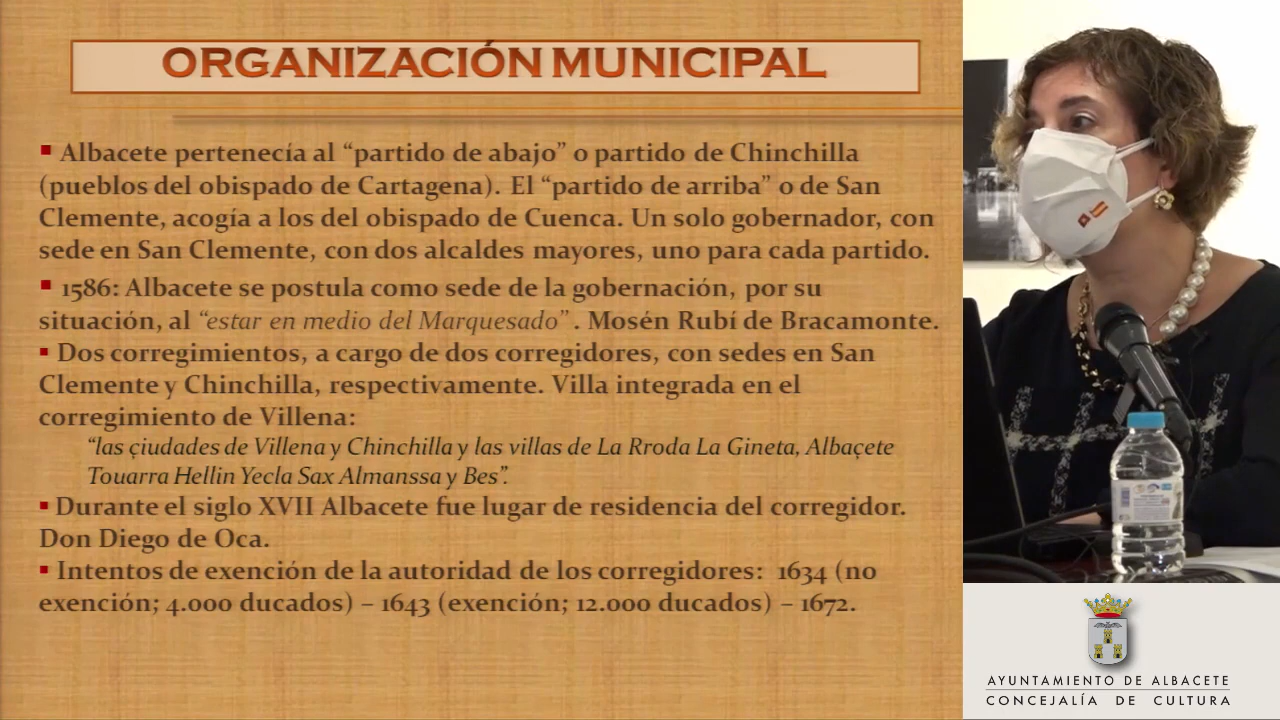 ORGANIZACIÓN MUNICIPAL
▪ Albacete pertenecía al “partido de abajo” o partido de Chinchilla
(pueblos del obispado de Cartagena). El “partido de arriba” o de San
Clemente, acogía a los del obispado de Cuenca. Un solo gobernador, con
sede en San Clemente, con dos alcaldes mayores, uno para cada partido.
▪ 1586: Albacete se postula como sede de la gobernación, por su
situación, al “estar en medio del Marquesado” . Mosén Rubí de Bracamonte.
▪ Dos corregimientos, a cargo de dos corregidores, con sedes en San
Clemente y Chinchilla, respectivamente. Villa integrada en el
corregimiento de Villena:
“las çiudades de Villena y Chinchilla y las villas de La Rroda La Gineta, Albaçete
Touarra Hellin Yecla Sax Almanssa y Bes”.
▪ Durante el siglo XVII Albacete fue lugar de residencia del corregidor.
Don Diego de Oca.
▪ Intentos de exención de la autoridad de los corregidores: 1634 (no
exención; 4.000 ducados) – 1643 (exención; 12.000 ducados) – 1672.
AYUNTAMIENTO DE ALBACETE
CONCEJALÍA DE CULTURA